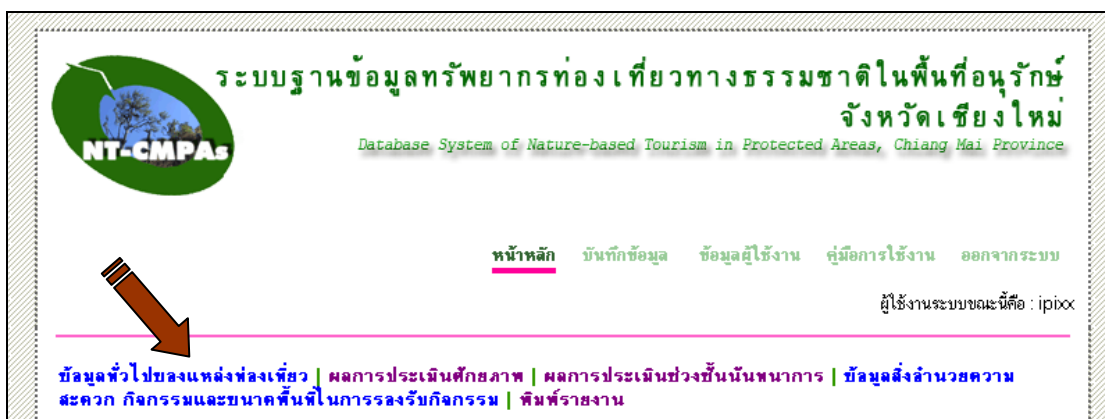 ระบบฐานข้อมูลทรัพยากรท่องเที่ยวทางธรรมชาติในพื้นที่อนุรักษ์
จังหวัดเชียงใหม่
Database System of Nature-based Tourism in Protected Areas, Chiang Mai Province
NT-CMPAs
หน้าหลัก บันทึกข้อมูล ข้อมูลผู้ใช้งาน คู่มือการใช้งาน ออกจากระบบ
ผู้ใช้งานระบบขณะนี้คือ : ipixx
ข้อมูลทั่วไปของแหล่งท่องเที่ยว | ผลการประเมินศักยภาพ | ผลการประเมินช่วงชั้นนันทนาการ | ข้อมูลสิ่งอำนวยความ
สะดวก กิจกรรมและขนาดพื้นที่ในการรองรับกิจกรรม | พิมพ์รายงาน